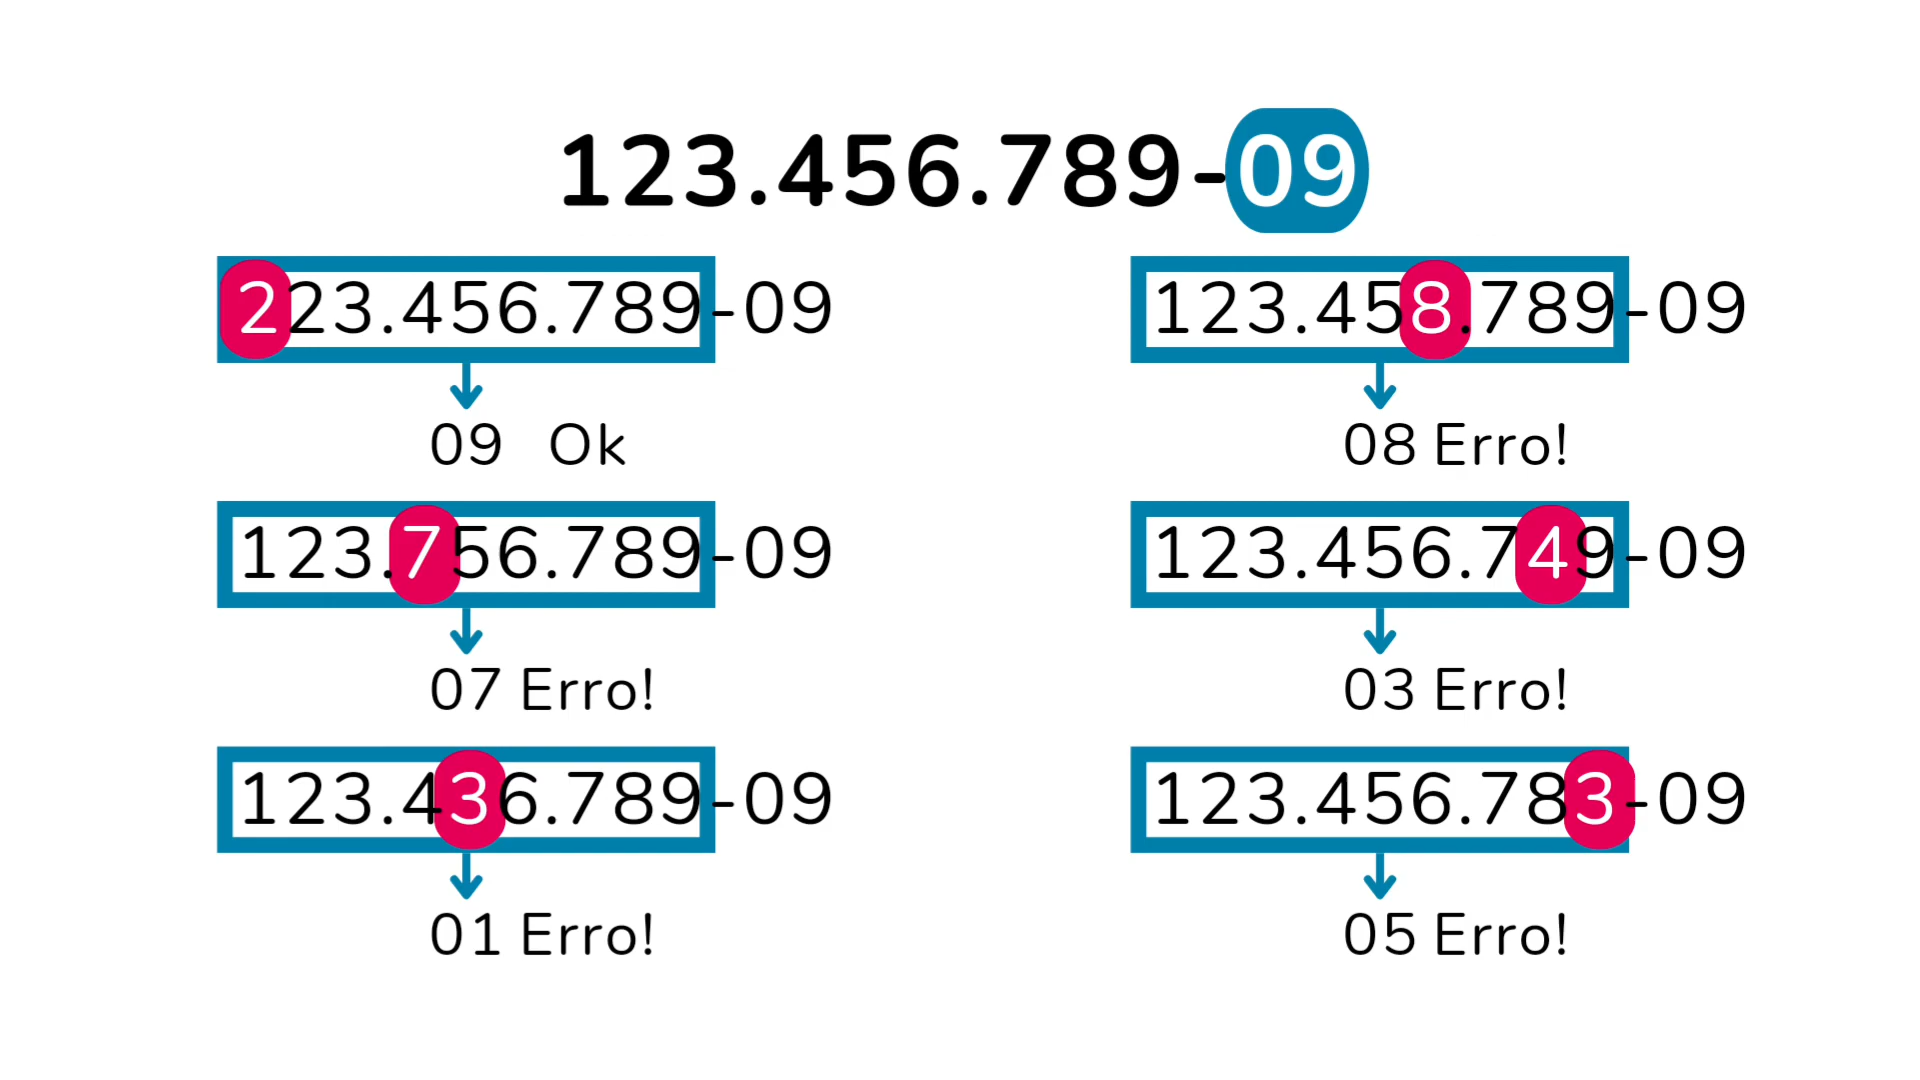 123.456.789-09
223.456.789-09
09 Ok
123.756.789-09
07 Erro!
123.436.789-09
01 Erro!
123.458.789-09
08 Erro!
123.456.749-09
03 Erro!
123.456.783-09
05 Erro!